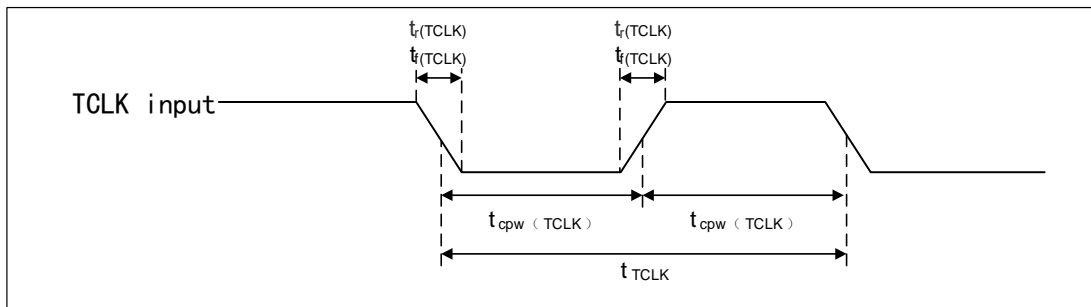 tr(TCLK) tr(TCLK)
tf(TCLK) tf(TCLK)
TCLK input
tcpw（TCLK） tcpw（TCLK）
tTCLK